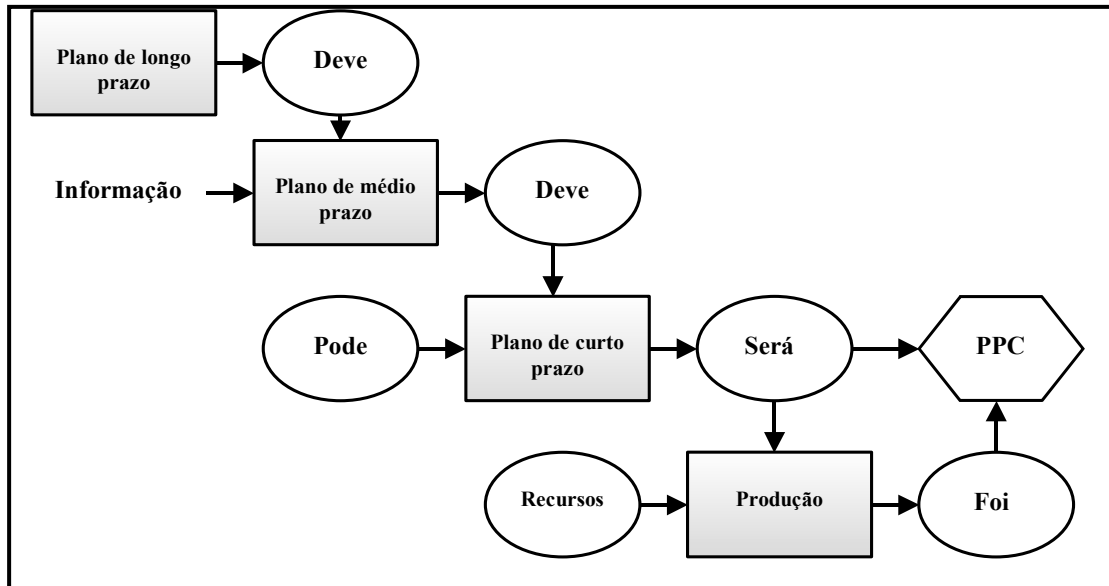 Plano de longo
prazo
Deve
Informação
Plano de médio
prazo
Deve
Pode
Plano de curto
prazo
Será
PPC
Recursos
Produção
Foi